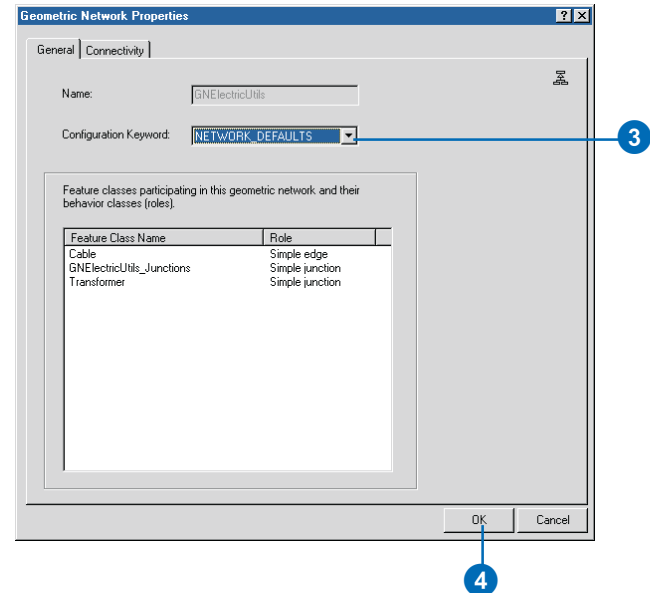 Geometric Network Properties
General Connectivity
Name: GNElectricUtils
Configuration Keyword: NETWORK_DEFAULTS
3
Feature classes participating in this geometric network and their
behavior classes (roles).
Feature Class Name Role
Cable Simple edge
GNElectricUtils_Junctions Simple junction
Transformer Simple junction
OK Cancel
4